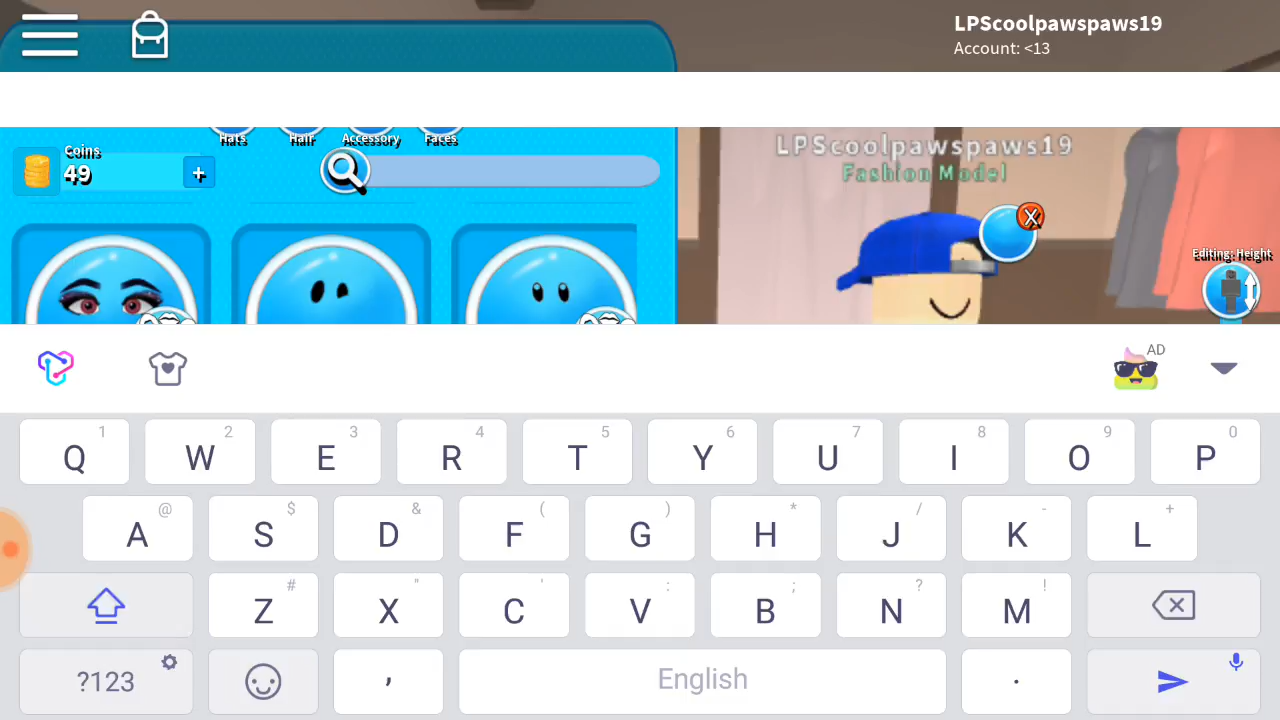 LPScoolpawspaws19
Account: <13
Hats Hair Accessory Faces
Coins
49
+
LPScoolpawspaws19
Fashion Model
X
Editing: Height
AD
1 2 3 4 5 6 7 8 9 0
Q W E R T Y U I O P
@ $ & ( ) * / - +
A S D F G H J K L
# " ' : ; ? !
Z X C V B N M
?123 , English .